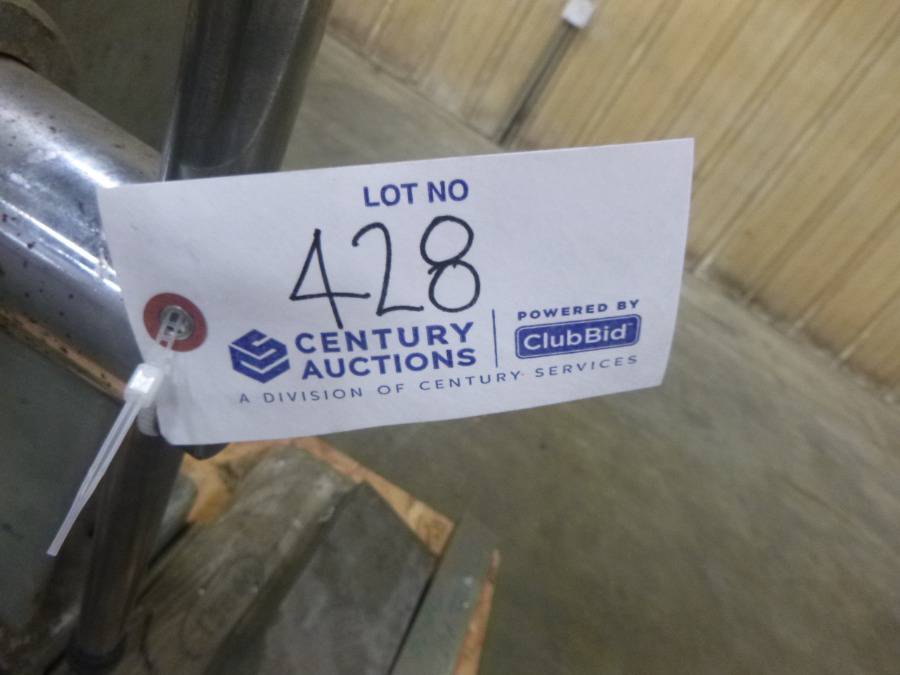 LOT NO
428
CENTURY
AUCTIONS
A DIVISION OF CENTURY SERVICES
POWERED BY
ClubBid